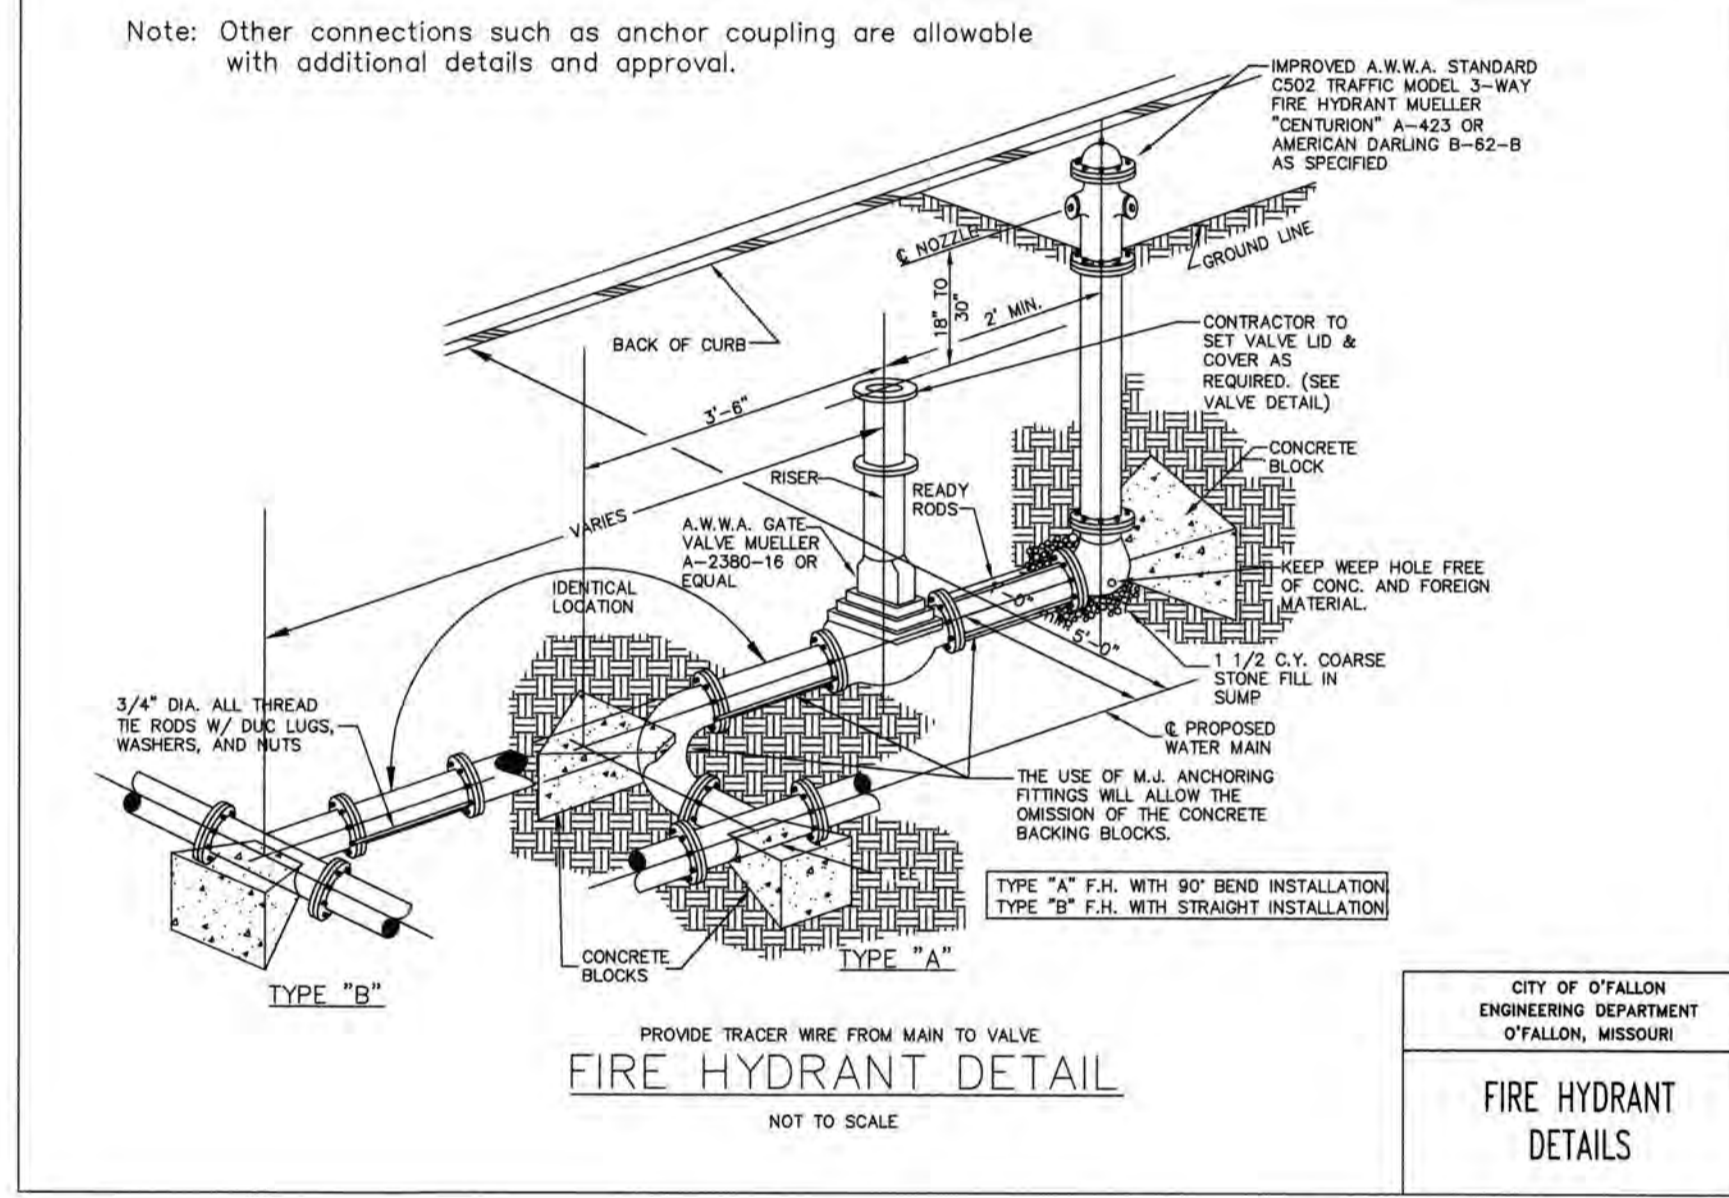 Note: Other connections such as anchor coupling are allowable
with additional details and approval.
IMPROVED A.W.W.A. STANDARD
C502 TRAFFIC MODEL 3-WAY
FIRE HYDRANT MUELLER
"CENTURION" A-423 OR
AMERICAN DARLING B-62-B
AS SPECIFIED
℄ NOZZLE
GROUND LINE
18" TO
30"
2' MIN.
BACK OF CURB
CONTRACTOR TO
SET VALVE LID &
COVER AS
REQUIRED. (SEE
VALVE DETAIL)
3'-6"
CONCRETE
BLOCK
RISER
READY
RODS
VARIES
A.W.W.A. GATE
VALVE MUELLER
A-2380-16 OR
EQUAL
IDENTICAL
LOCATION
KEEP WEEP HOLE FREE
OF CONC. AND FOREIGN
MATERIAL.
5'-0"
1 1/2 C.Y. COARSE
STONE FILL IN
SUMP
3/4" DIA. ALL THREAD
TIE RODS W/ DUC LUGS,
WASHERS, AND NUTS
℄ PROPOSED
WATER MAIN
THE USE OF M.J. ANCHORING
FITTINGS WILL ALLOW THE
OMISSION OF THE CONCRETE
BACKING BLOCKS.
TEE
TYPE "A" F.H. WITH 90° BEND INSTALLATION
TYPE "B" F.H. WITH STRAIGHT INSTALLATION
CONCRETE
BLOCKS
TYPE "A"
TYPE "B"
PROVIDE TRACER WIRE FROM MAIN TO VALVE
FIRE HYDRANT DETAIL
NOT TO SCALE
CITY OF O'FALLON
ENGINEERING DEPARTMENT
O'FALLON, MISSOURI
FIRE HYDRANT
DETAILS